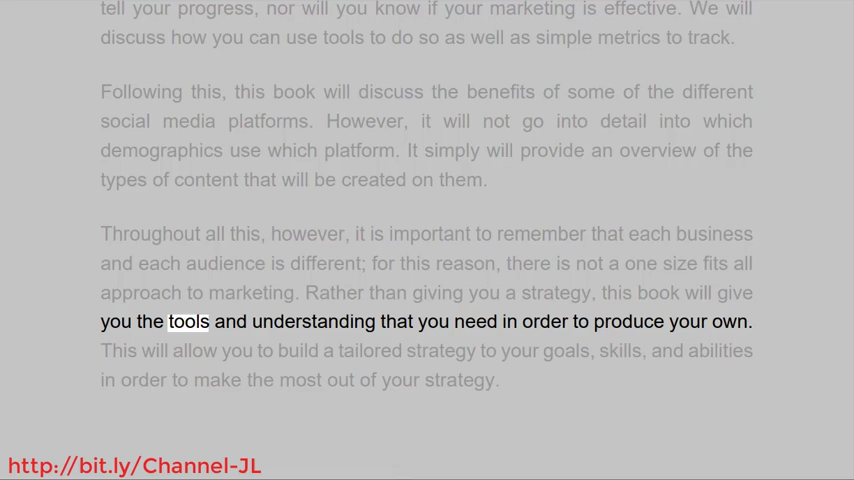 tell your progress, nor will you know if your marketing is effective. We will
discuss how you can use tools to do so as well as simple metrics to track.
Following this, this book will discuss the benefits of some of the different
social media platforms. However, it will not go into detail into which
demographics use which platform. It simply will provide an overview of the
types of content that will be created on them.
Throughout all this, however, it is important to remember that each business
and each audience is different; for this reason, there is not a one size fits all
approach to marketing. Rather than giving you a strategy, this book will give
you the tools and understanding that you need in order to produce your own.
This will allow you to build a tailored strategy to your goals, skills, and abilities
in order to make the most out of your strategy.
http://bit.ly/Channel-JL